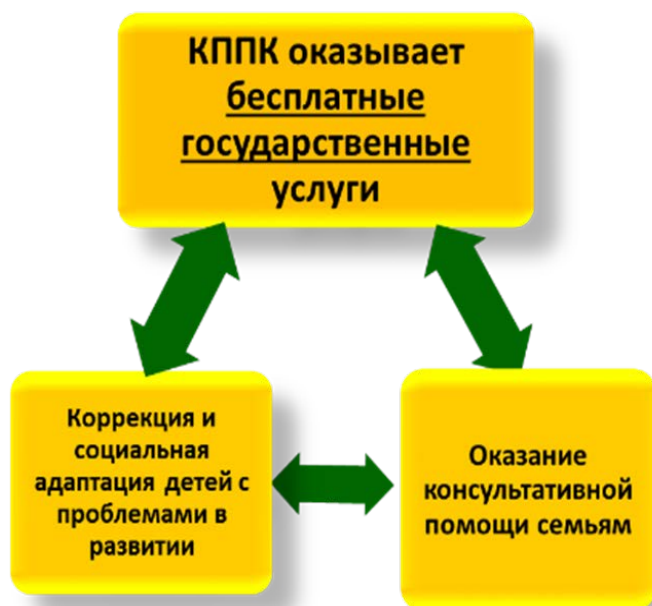 КППК оказывает
бесплатные
государственные
услуги
Коррекция и
социальная
адаптация детей с
проблемами в
развитии
Оказание
консультативной
помощи семьям